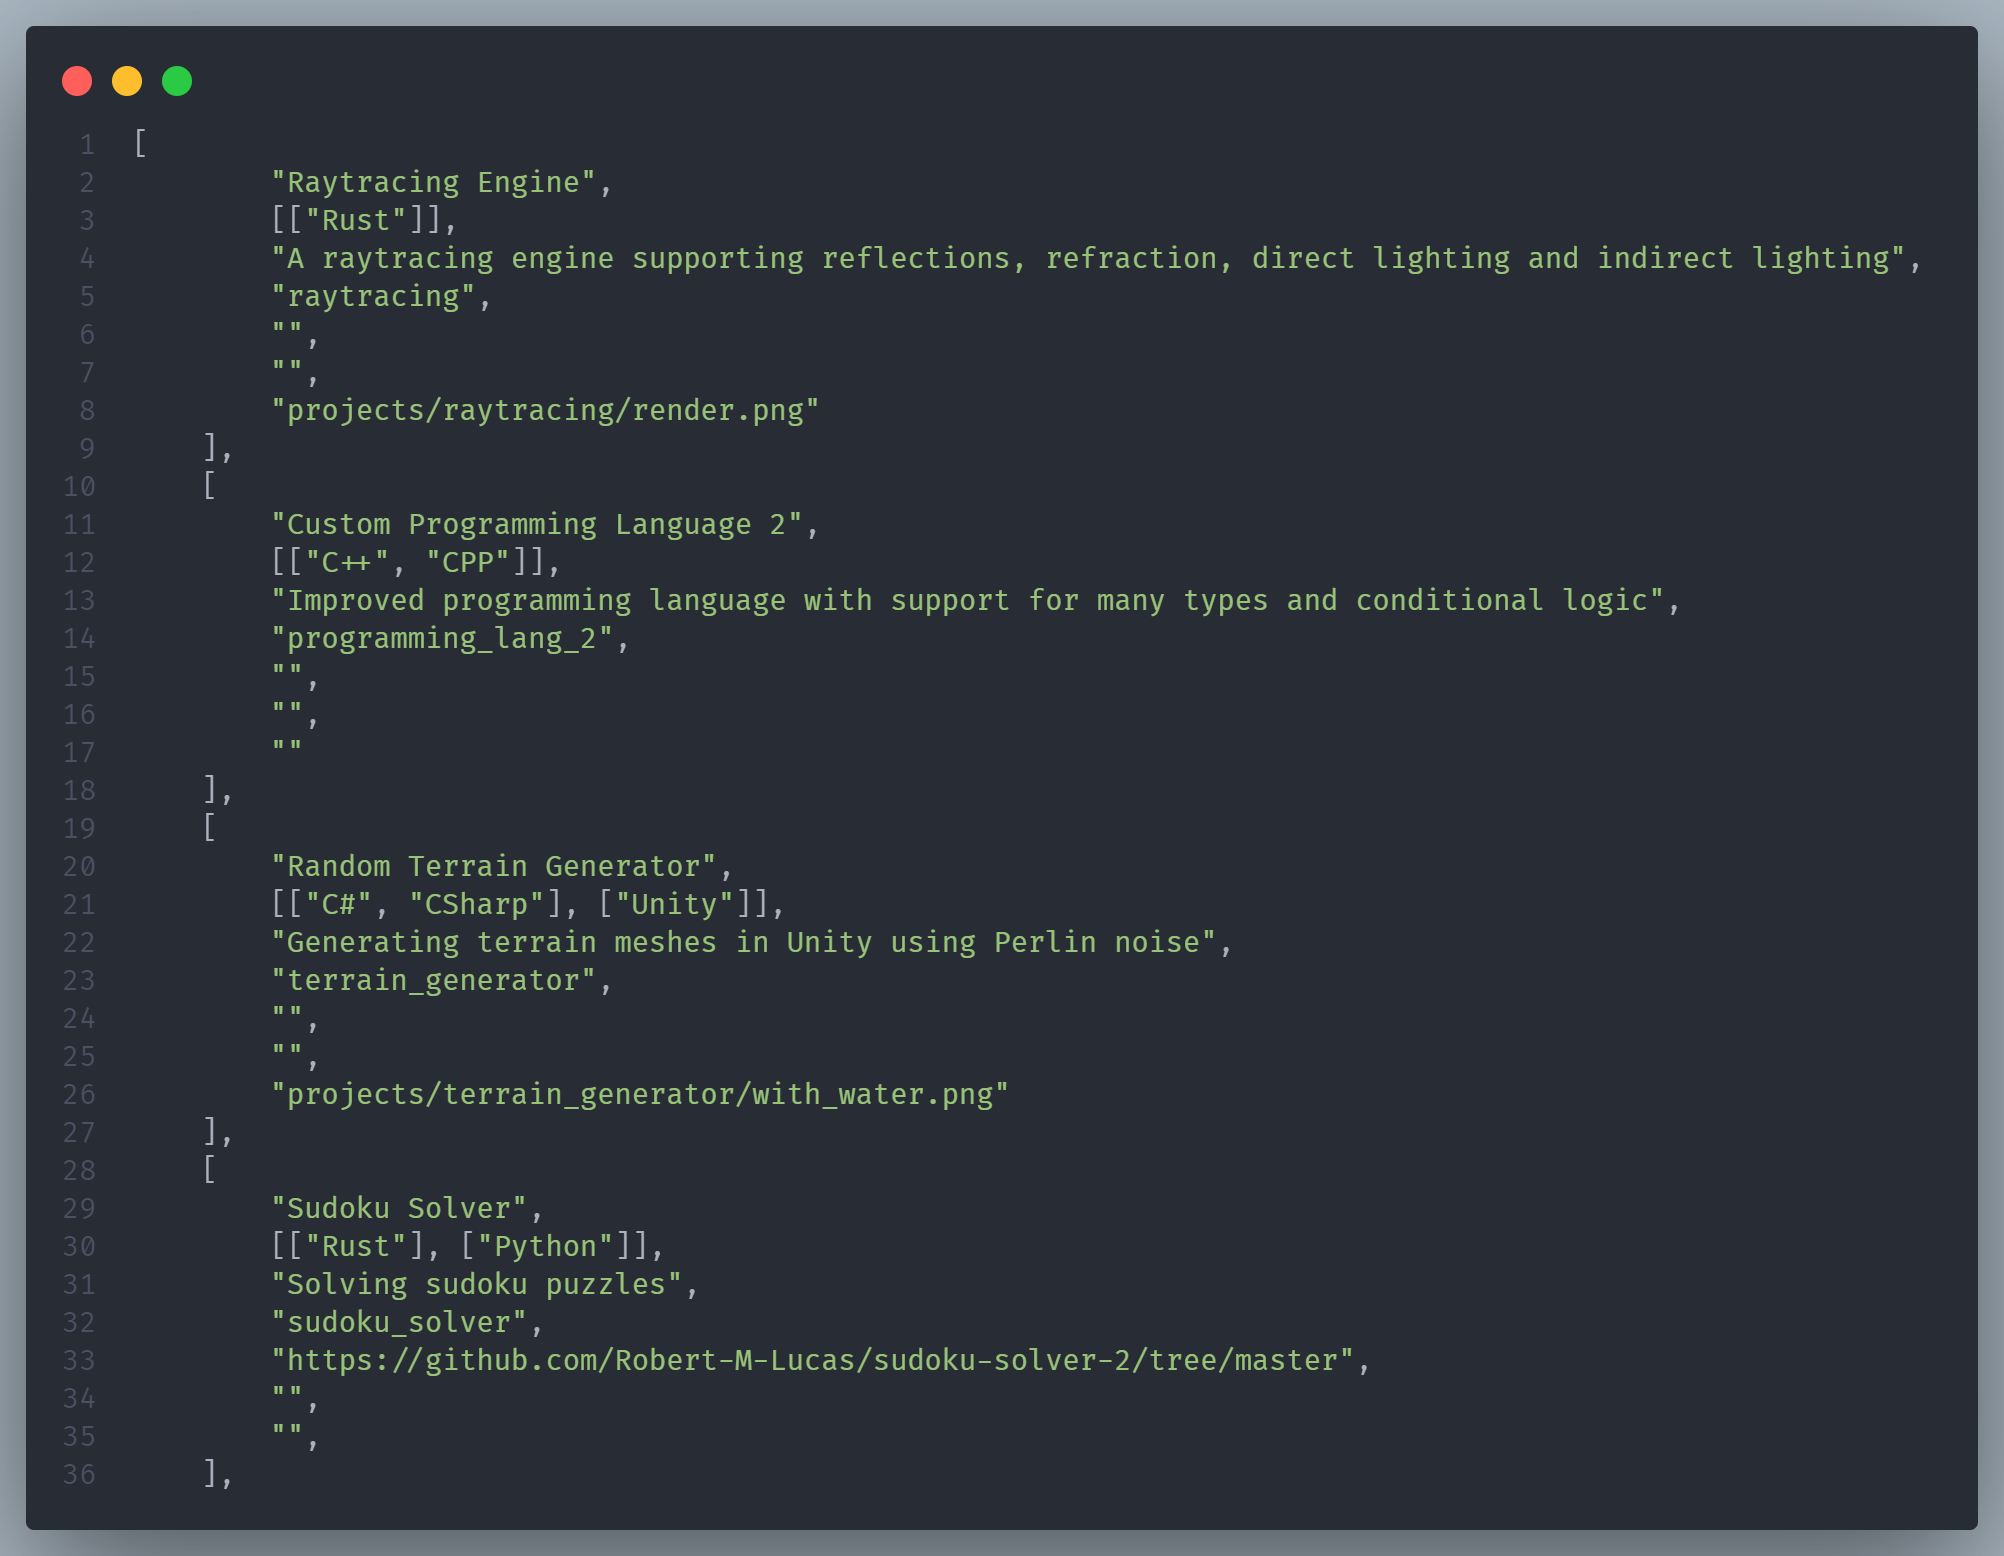 1 [
2 "Raytracing Engine",
3 [["Rust"]],
4 "A raytracing engine supporting reflections, refraction, direct lighting and indirect lighting",
5 "raytracing",
6 "",
7 "",
8 "projects/raytracing/render.png"
9 ],
10 [
11 "Custom Programming Language 2",
12 [["C++", "CPP"]],
13 "Improved programming language with support for many types and conditional logic",
14 "programming_lang_2",
15 "",
16 "",
17 ""
18 ],
19 [
20 "Random Terrain Generator",
21 [["C#", "CSharp"], ["Unity"]],
22 "Generating terrain meshes in Unity using Perlin noise",
23 "terrain_generator",
24 "",
25 "",
26 "projects/terrain_generator/with_water.png"
27 ],
28 [
29 "Sudoku Solver",
30 [["Rust"], ["Python"]],
31 "Solving sudoku puzzles",
32 "sudoku_solver",
33 "https://github.com/Robert-M-Lucas/sudoku-solver-2/tree/master",
34 "",
35 "",
36 ],